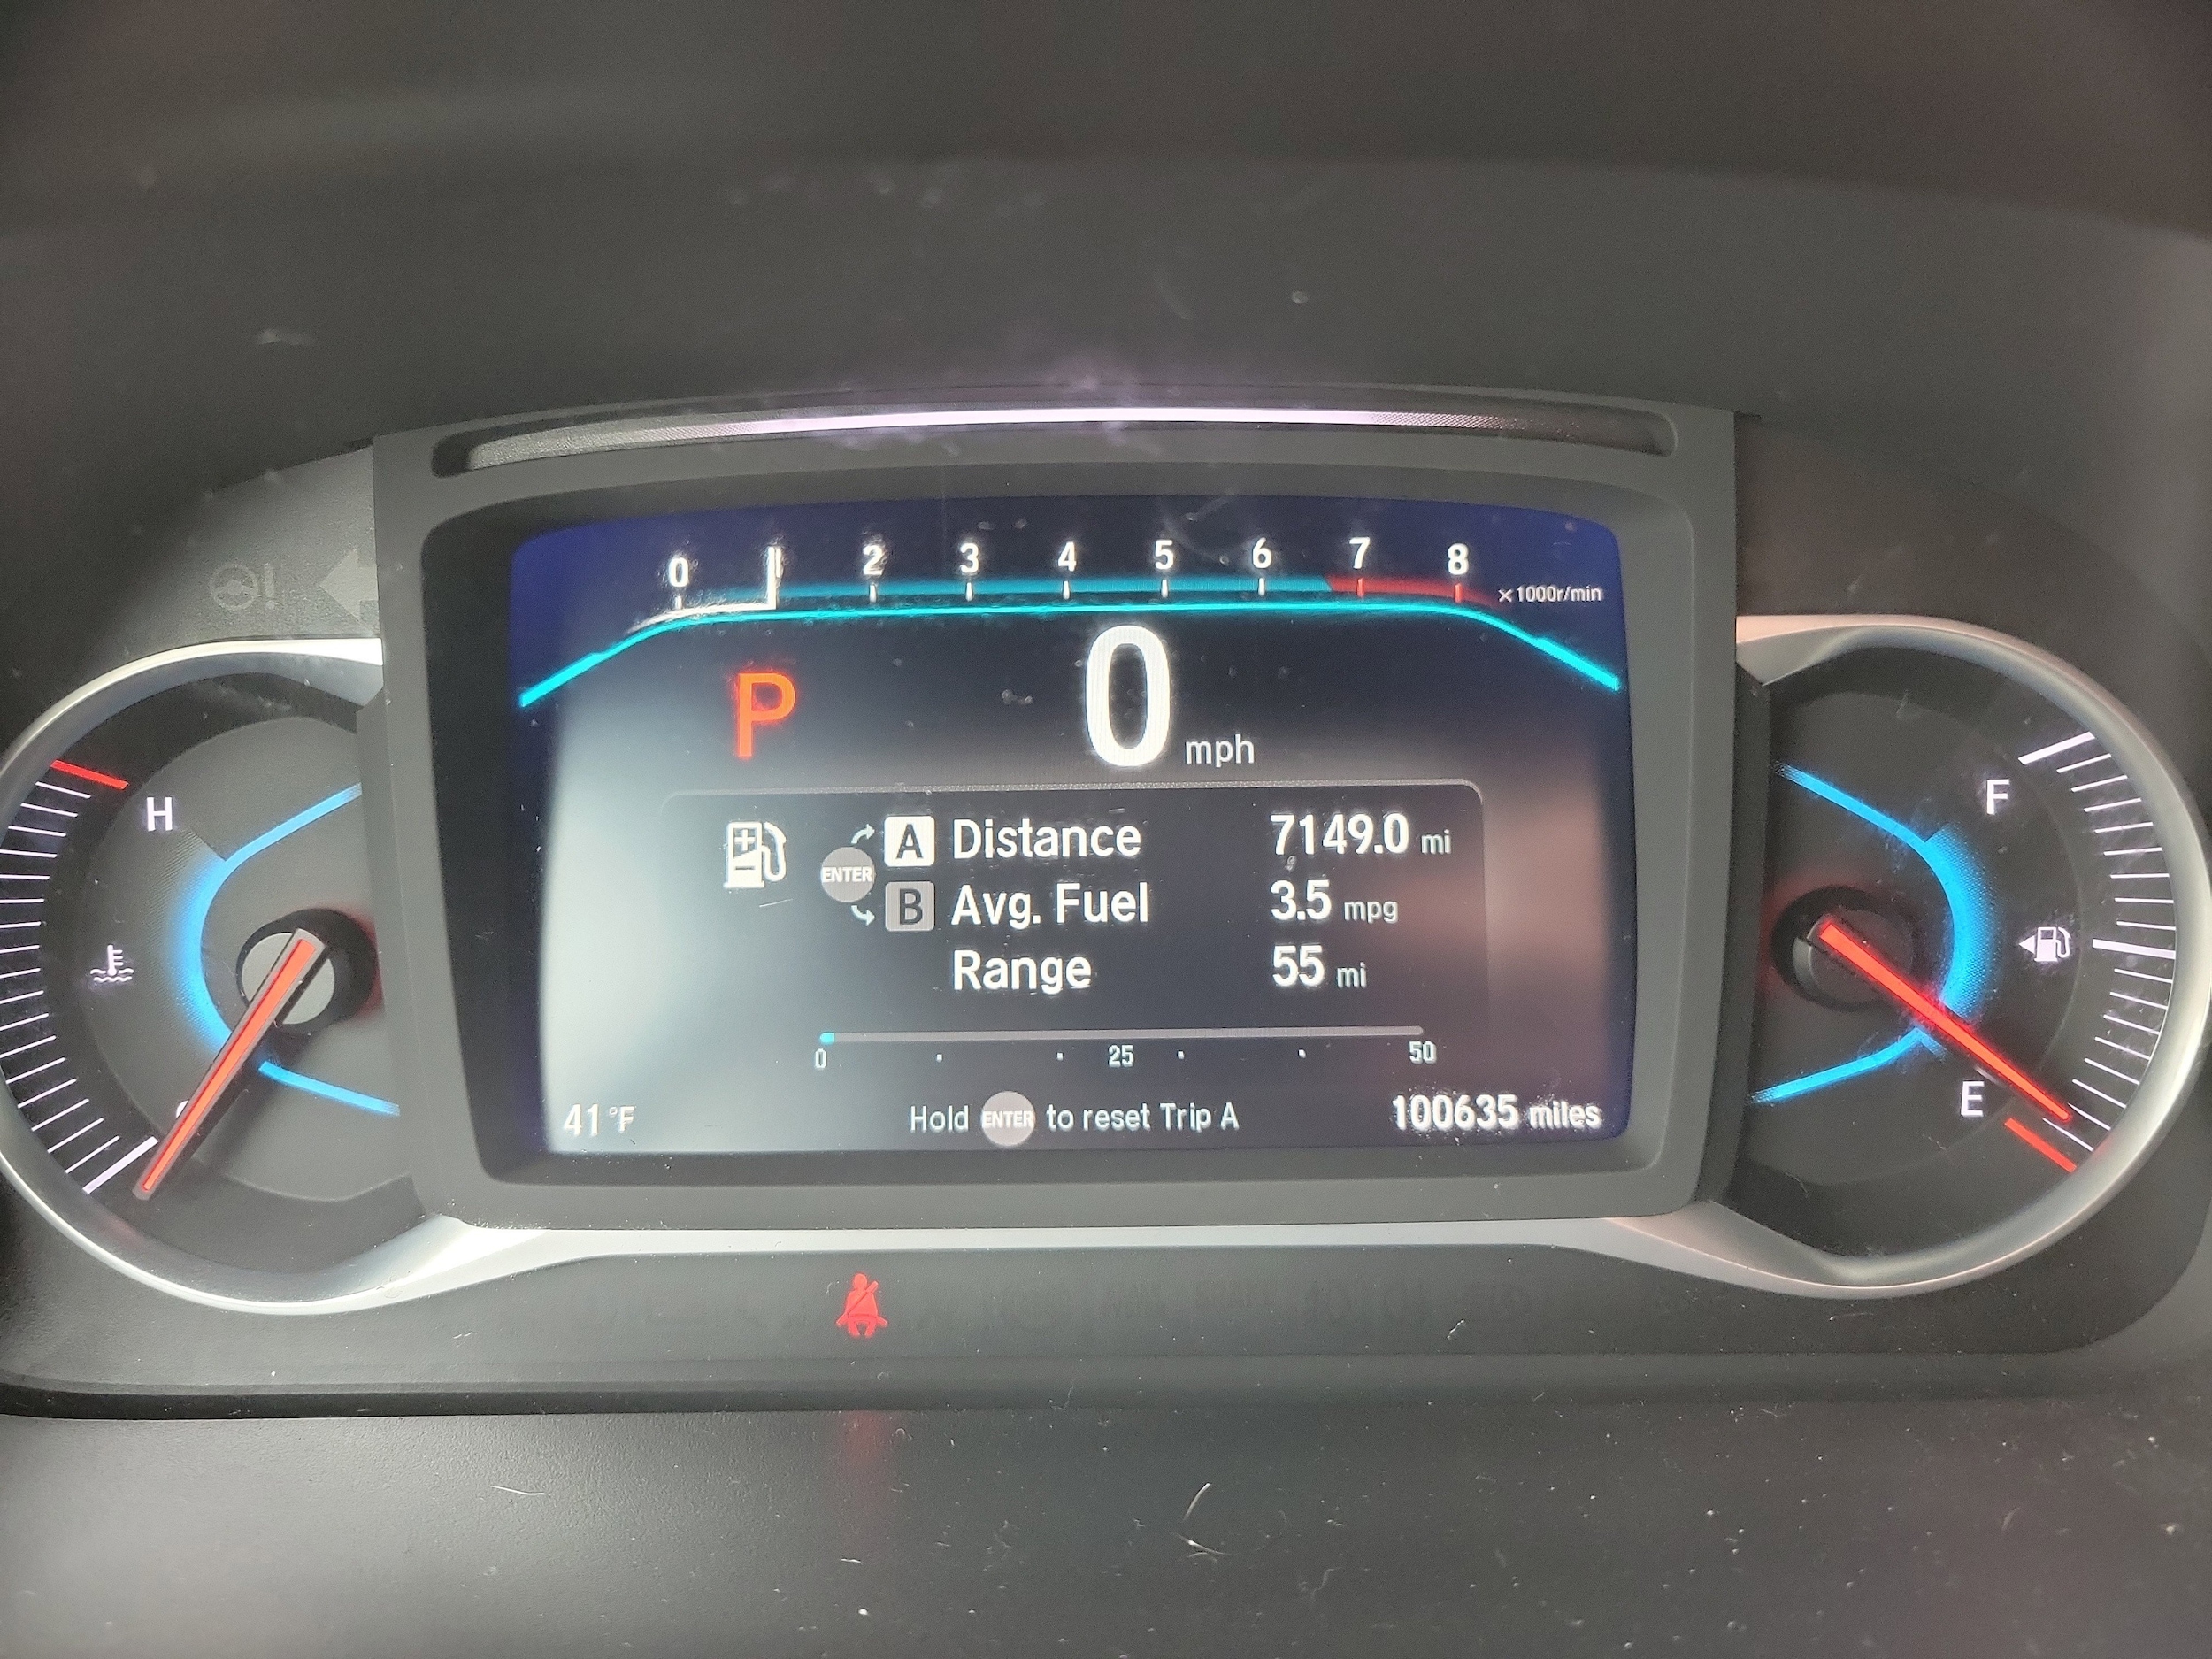 0 1 2 3 4 5 6 7 8 ×1000r/min
P 0 mph
H
F
A Distance 7149.0 mi
ENTER
B Avg. Fuel 3.5 mpg
Range 55 mi
0 25 50
E
41 °F Hold ENTER to reset Trip A 100635 miles